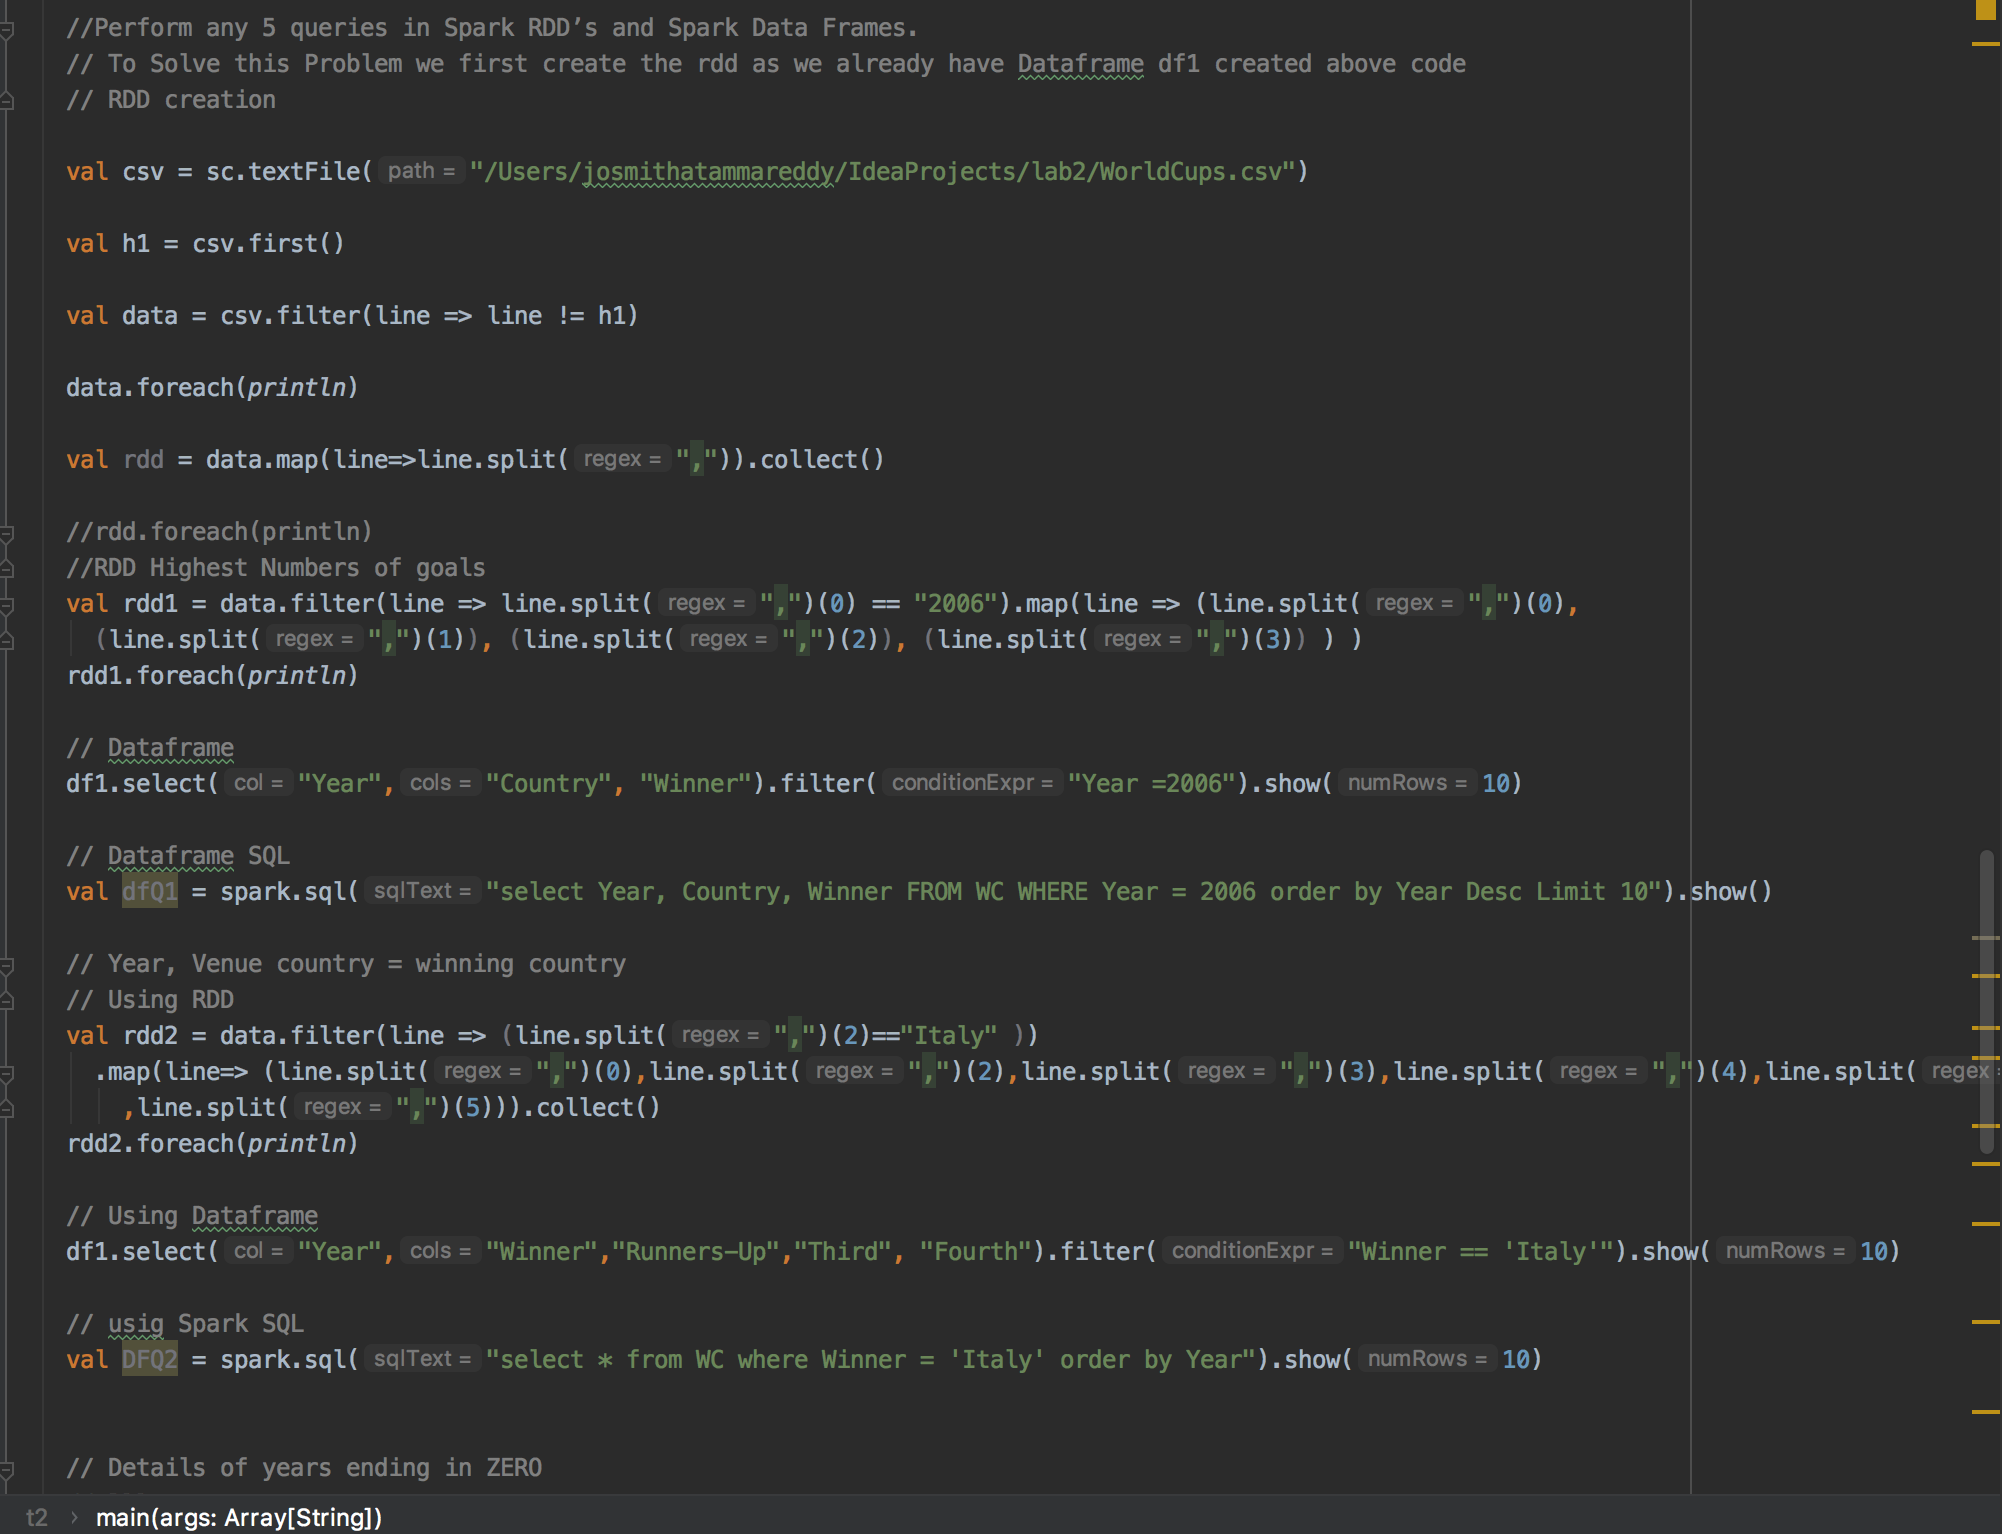 //Perform any 5 queries in Spark RDD’s and Spark Data Frames.
// To Solve this Problem we first create the rdd as we already have Dataframe df1 created above code
// RDD creation
val csv = sc.textFile( path = "/Users/josmithatammareddy/IdeaProjects/lab2/WorldCups.csv")
val h1 = csv.first()
val data = csv.filter(line => line != h1)
data.foreach(println)
val rdd = data.map(line=>line.split( regex = ",")).collect()
//rdd.foreach(println)
//RDD Highest Numbers of goals
val rdd1 = data.filter(line => line.split( regex = ",")(0) == "2006").map(line => (line.split( regex = ",")(0),
(line.split( regex = ",")(1)), (line.split( regex = ",")(2)), (line.split( regex = ",")(3)) ) )
rdd1.foreach(println)
// Dataframe
df1.select( col = "Year", cols = "Country", "Winner").filter( conditionExpr = "Year =2006").show( numRows = 10)
// Dataframe SQL
val dfQ1 = spark.sql( sqlText = "select Year, Country, Winner FROM WC WHERE Year = 2006 order by Year Desc Limit 10").show()
// Year, Venue country = winning country
// Using RDD
val rdd2 = data.filter(line => (line.split( regex = ",")(2)=="Italy" ))
.map(line=> (line.split( regex = ",")(0),line.split( regex = ",")(2),line.split( regex = ",")(3),line.split( regex = ",")(4),line.split( regex =
,line.split( regex = ",")(5))).collect()
rdd2.foreach(println)
// Using Dataframe
df1.select( col = "Year", cols = "Winner","Runners-Up","Third", "Fourth").filter( conditionExpr = "Winner == 'Italy'").show( numRows = 10)
// usig Spark SQL
val DFQ2 = spark.sql( sqlText = "select * from WC where Winner = 'Italy' order by Year").show( numRows = 10)
// Details of years ending in ZERO
t2 › main(args: Array[String])